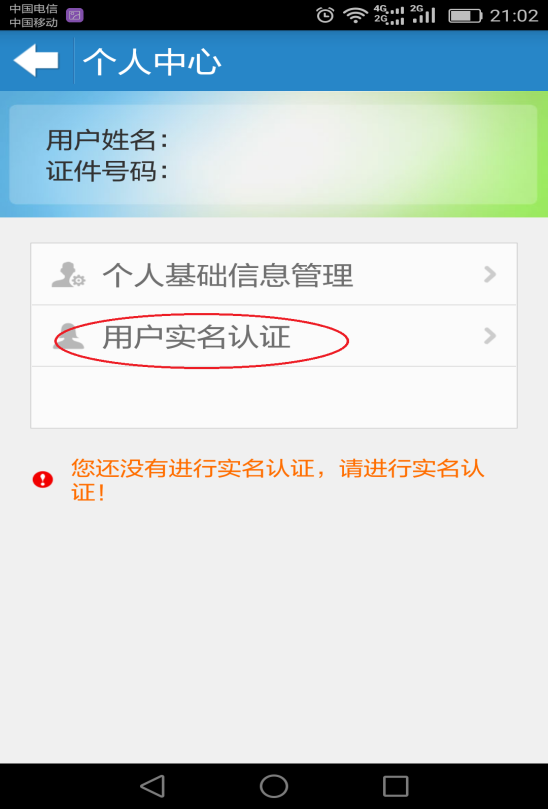 中国电信
中国移动
4G
2G
2G
21:02
个人中心
用户姓名：
证件号码：
个人基础信息管理
用户实名认证
您还没有进行实名认证，请进行实名认
证！